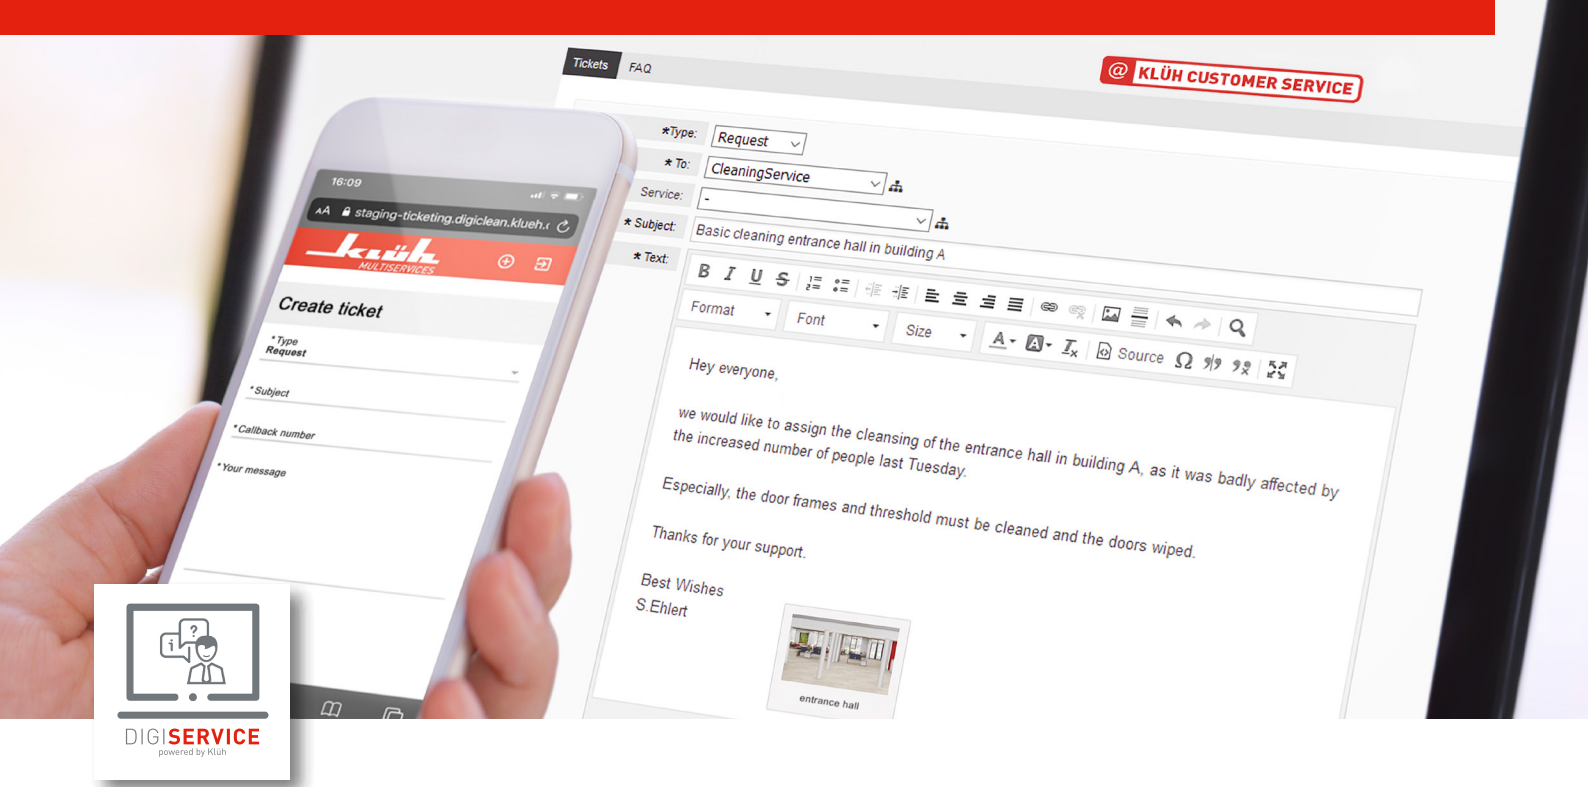 Tickets FAQ
@ KLÜH CUSTOMER SERVICE
*Type: Request
* To: CleaningService
Service: -
* Subject: Basic cleaning entrance hall in building A
* Text:
B I U S
Format Font Size A A Ix Source Ω
Hey everyone,
we would like to assign the cleansing of the entrance hall in building A, as it was badly affected by
the increased number of people last Tuesday.
Especially, the door frames and threshold must be cleaned and the doors wiped.
Thanks for your support.
Best Wishes
S.Ehlert
entrance hall
16:09
AA staging-ticketing.digiclean.klueh.
klüh
MULTISERVICES
Create ticket
*Type
Request
*Subject
*Callback number
*Your message
i ?
DIGISERVICE
powered by Klüh